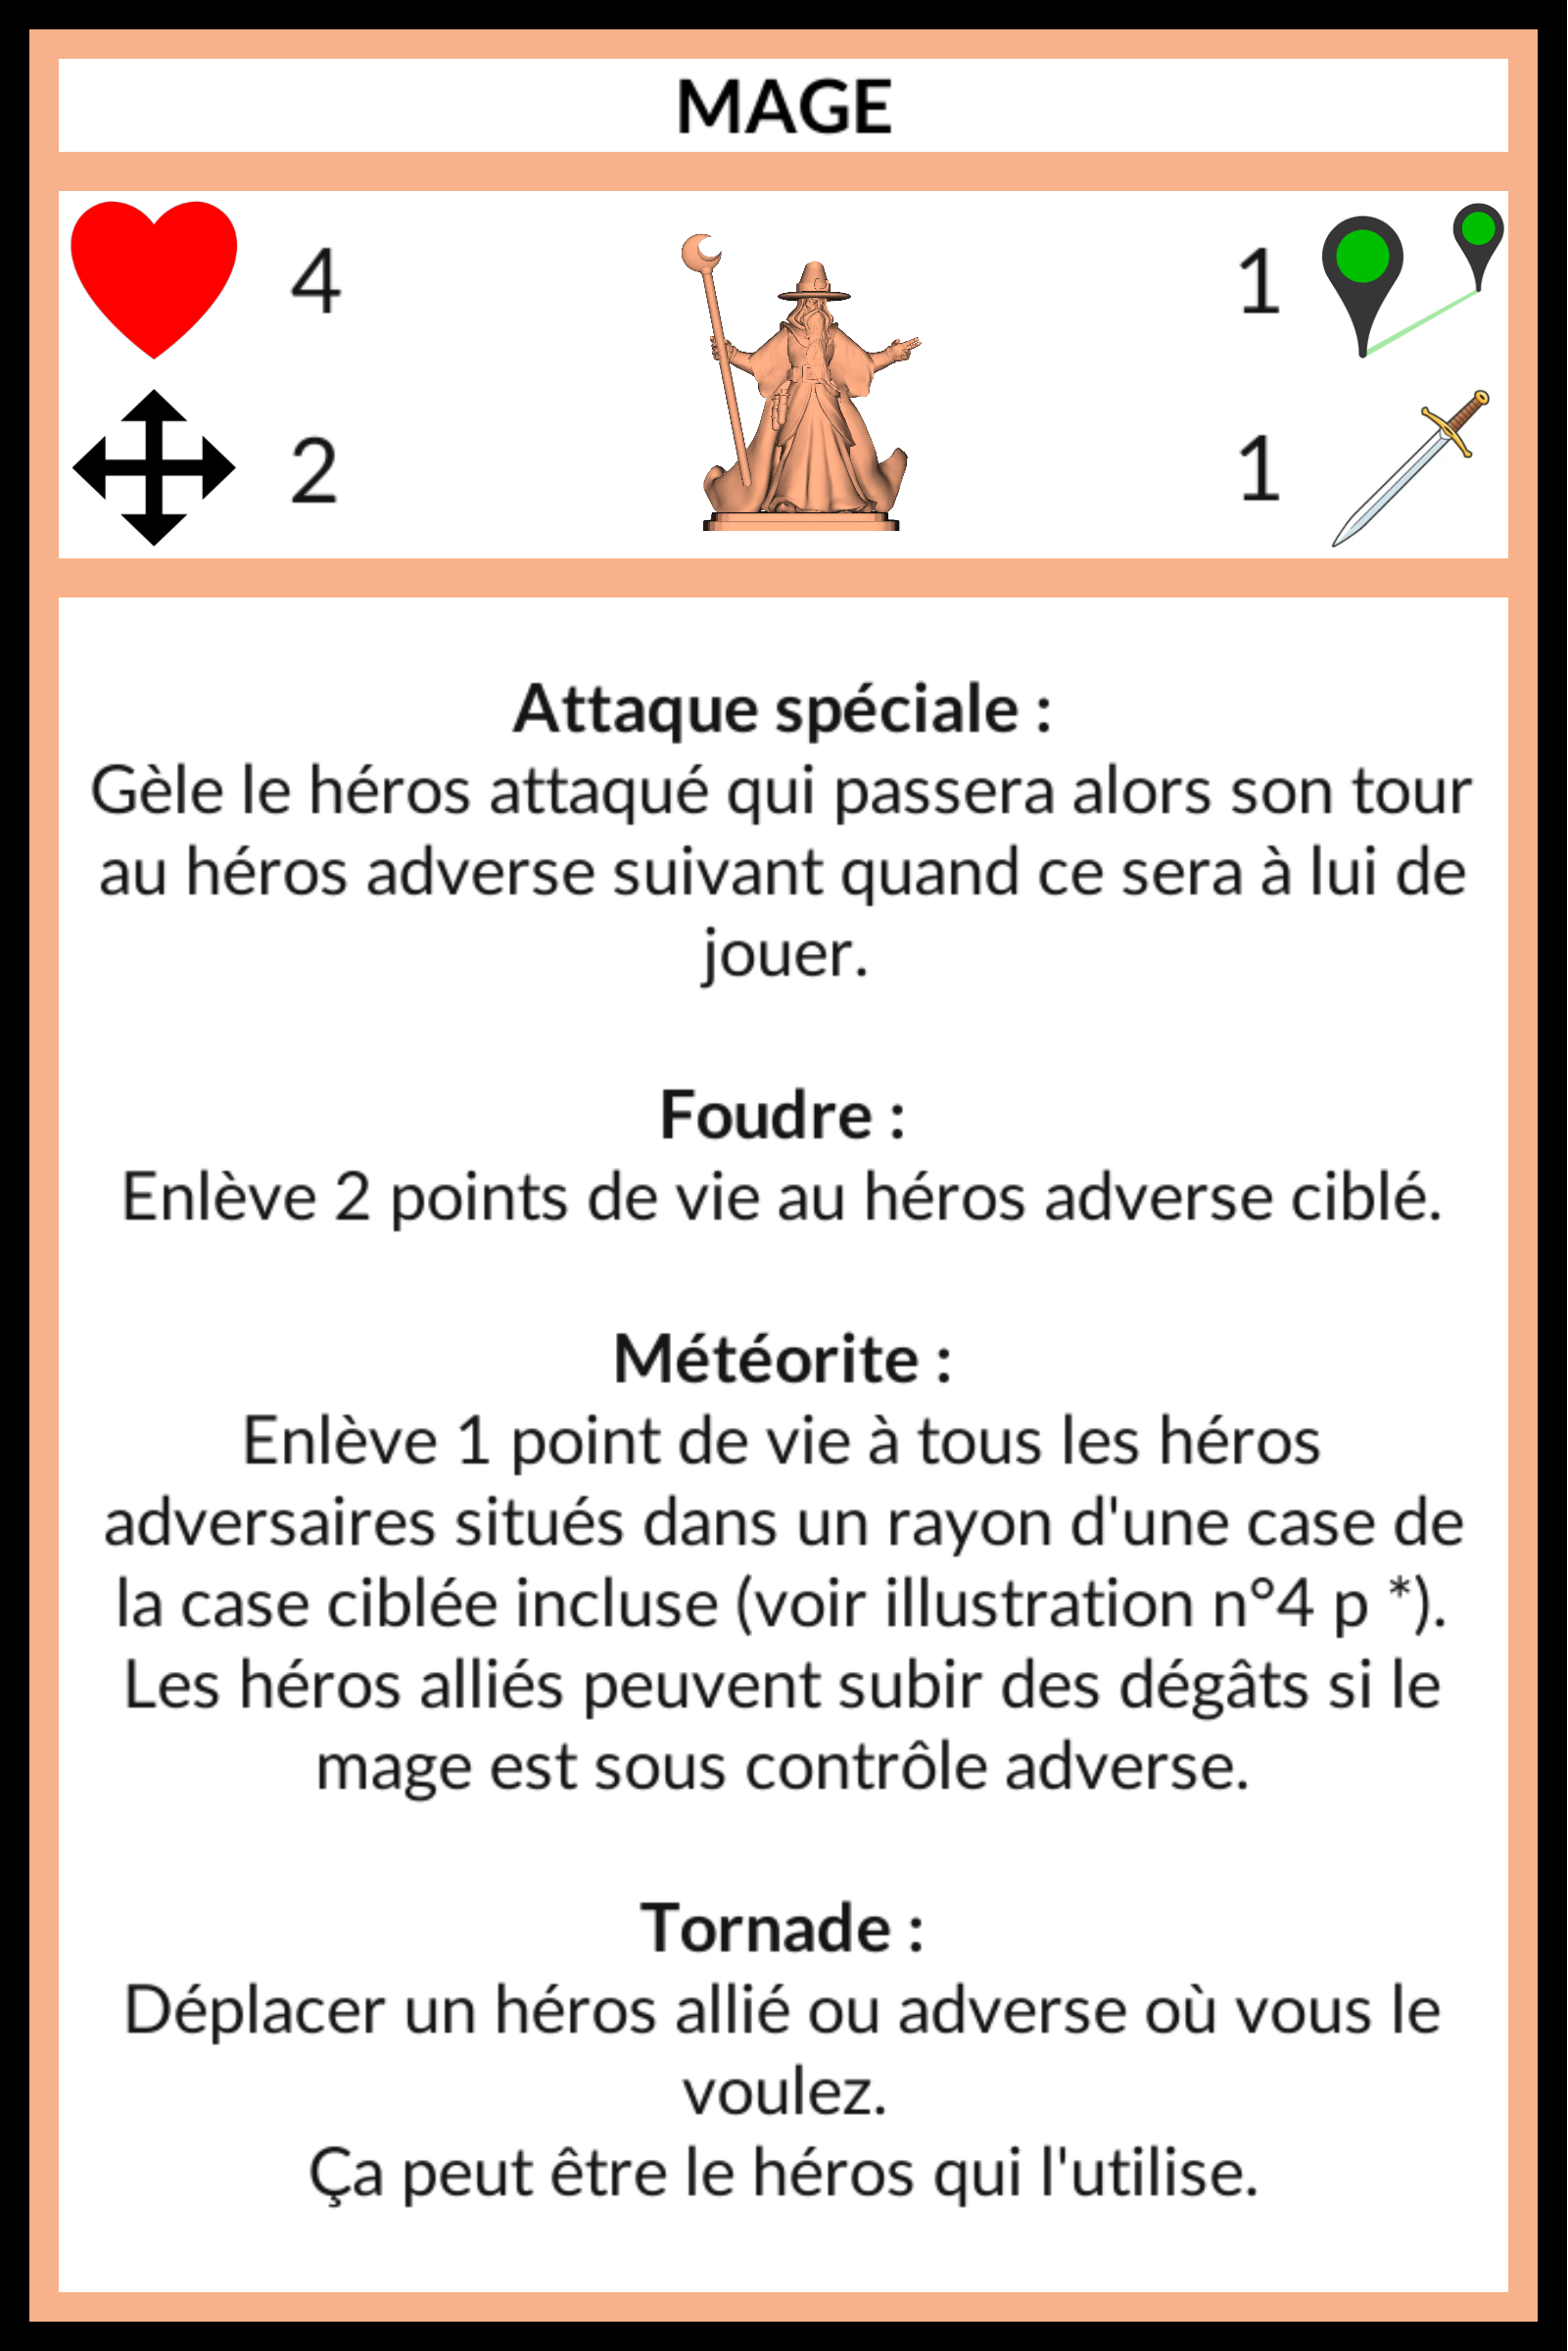 MAGE
4
1
2
1
Attaque spéciale :
Gèle le héros attaqué qui passera alors son tour
au héros adverse suivant quand ce sera à lui de
jouer.
Foudre :
Enlève 2 points de vie au héros adverse ciblé.
Météorite :
Enlève 1 point de vie à tous les héros
adversaires situés dans un rayon d'une case de
la case ciblée incluse (voir illustration n°4 p *).
Les héros alliés peuvent subir des dégâts si le
mage est sous contrôle adverse.
Tornade :
Déplacer un héros allié ou adverse où vous le
voulez.
Ça peut être le héros qui l'utilise.